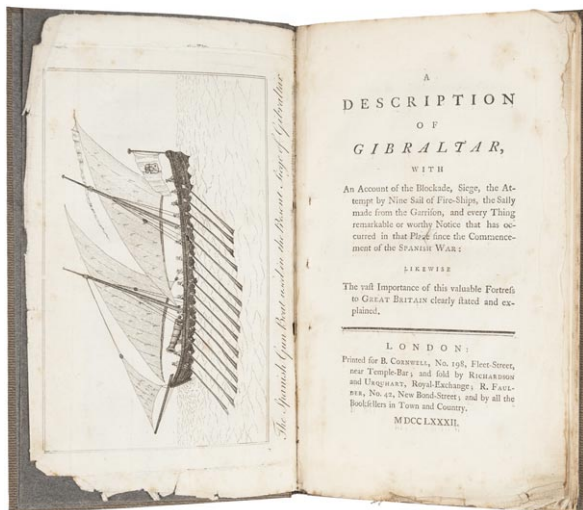 The Spanish Gun Boat used in the Present Siege of Gibraltar
A
DESCRIPTION
OF
GIBRALTAR,
WITH
An Account of the Blockade, Siege, the At-
tempt by Nine Sail of Fire-Ships, the Sally
made from the Garrison, and every Thing
remarkable or worthy Notice that has oc-
curred in that Place since the Commence-
ment of the SPANISH WAR:
LIKEWISE
The vast Importance of this valuable Fortress
to GREAT BRITAIN clearly stated and ex-
plained.
LONDON:
Printed for B. CORNWELL, No. 198, Fleet-Street,
near Temple-Bar; and sold by RICHARDSON
and URQUHART, Royal-Exchange; R. FAUL-
DER, No. 42, New Bond-Street; and by all the
Booksellers in Town and Country.
MDCCLXXXII.